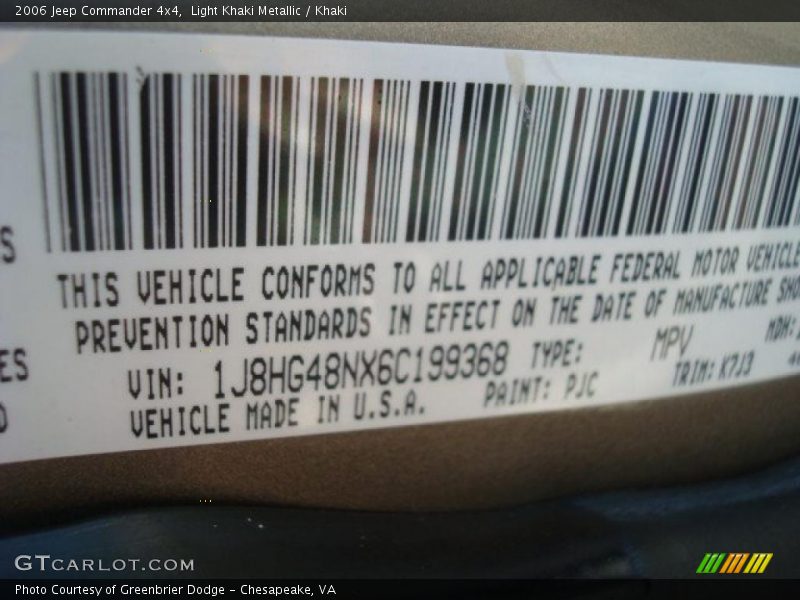 2006 Jeep Commander 4x4, Light Khaki Metallic / Khaki
THIS VEHICLE CONFORMS TO ALL APPLICABLE FEDERAL MOTOR VEHICLE
PREVENTION STANDARDS IN EFFECT ON THE DATE OF MANUFACTURE SHO
VIN: 1J8HG48NX6C199368 TYPE: MPV MDH:
VEHICLE MADE IN U.S.A. PAINT: PJC TRIM: K7J3
GTCARLOT.COM
Photo Courtesy of Greenbrier Dodge - Chesapeake, VA